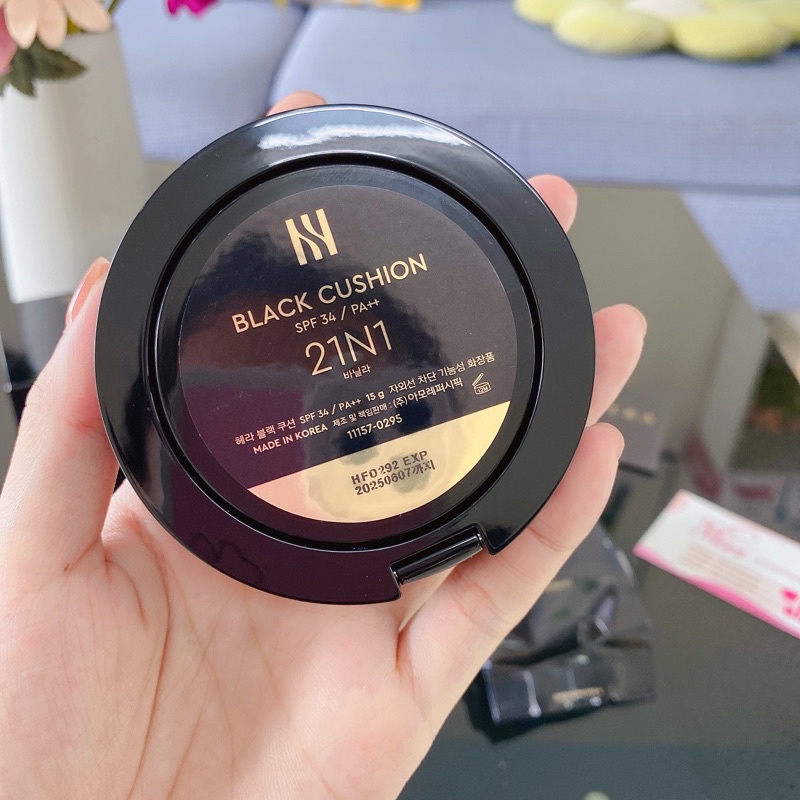 BLACK CUSHION
SPF 34 / PA++
21N1
바닐라
헤라 블랙 쿠션 SPF 34 / PA++ 15 g 자외선 차단 기능성 화장품
MADE IN KOREA 제조 및 책임판매 : (주)아모레퍼시픽
11157-0295
12M
HFD292 EXP
20250607까지